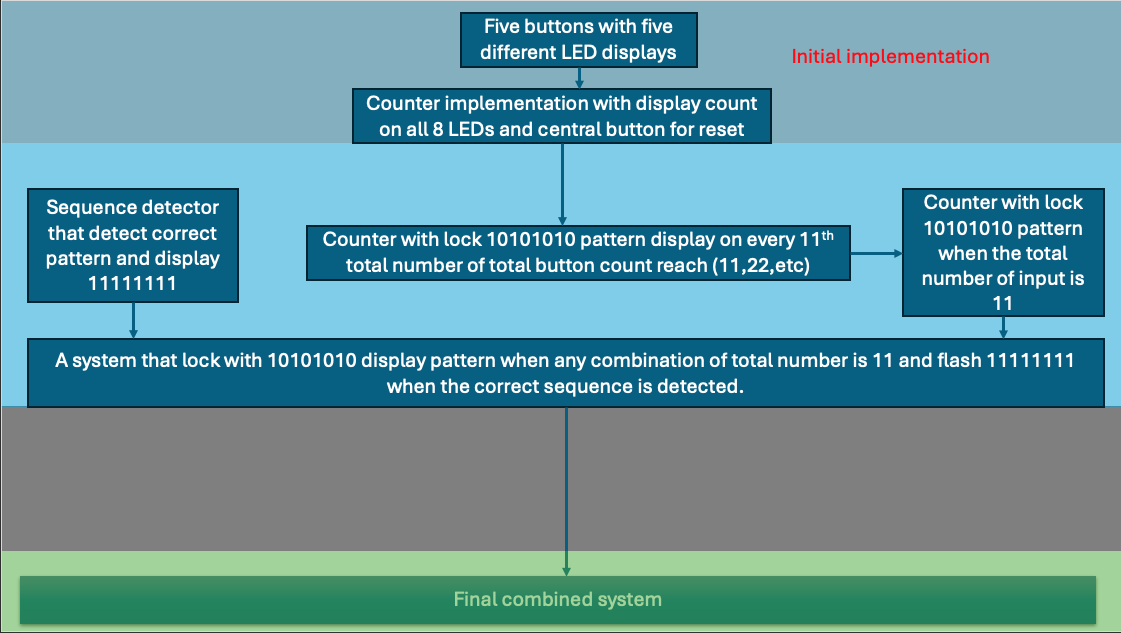 Five buttons with five
different LED displays
Initial implementation
Counter implementation with display count
on all 8 LEDs and central button for reset
Sequence detector
that detect correct
pattern and display
11111111
Counter with lock 10101010 pattern display on every 11th
total number of total button count reach (11,22,etc)
Counter with lock
10101010 pattern
when the total
number of input is
11
A system that lock with 10101010 display pattern when any combination of total number is 11 and flash 11111111
when the correct sequence is detected.
Final combined system